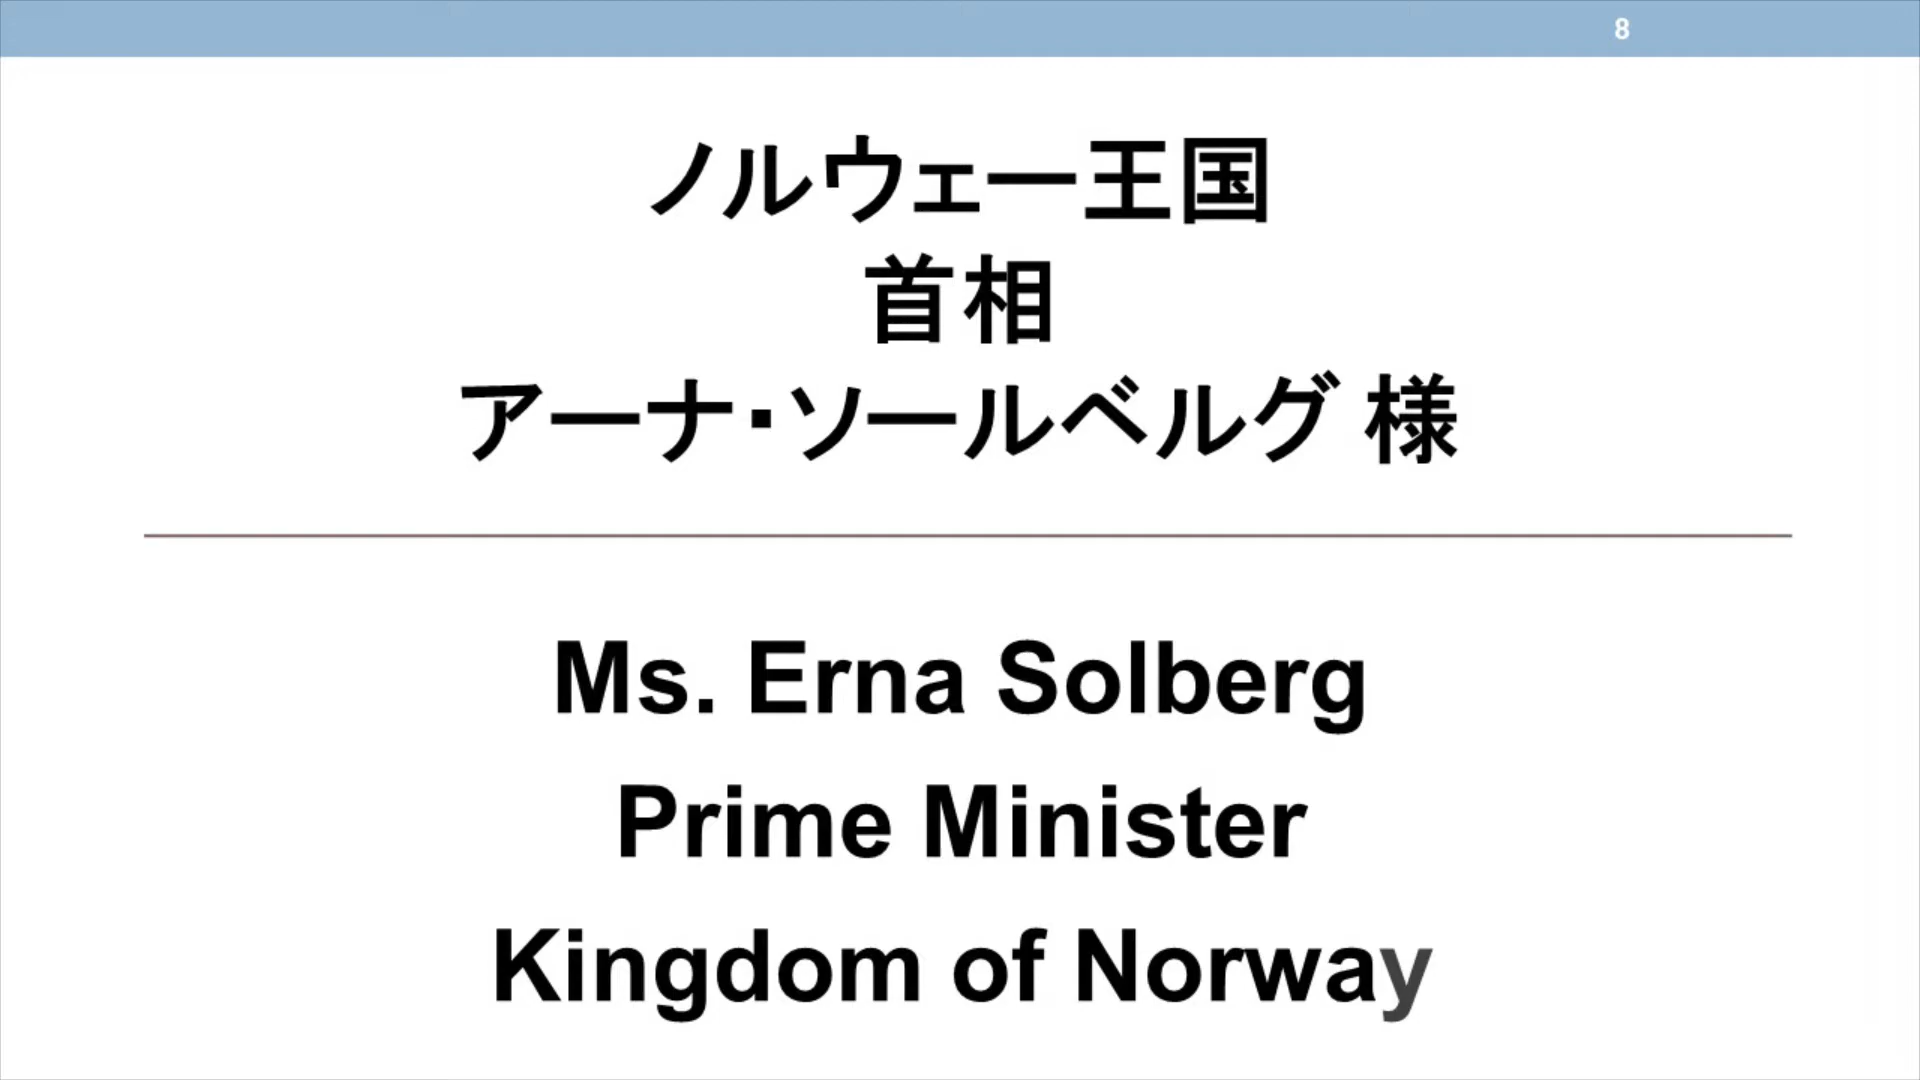 8
ノルウェー王国
首相
アーナ・ソールベルグ 様
Ms. Erna Solberg
Prime Minister
Kingdom of Norway